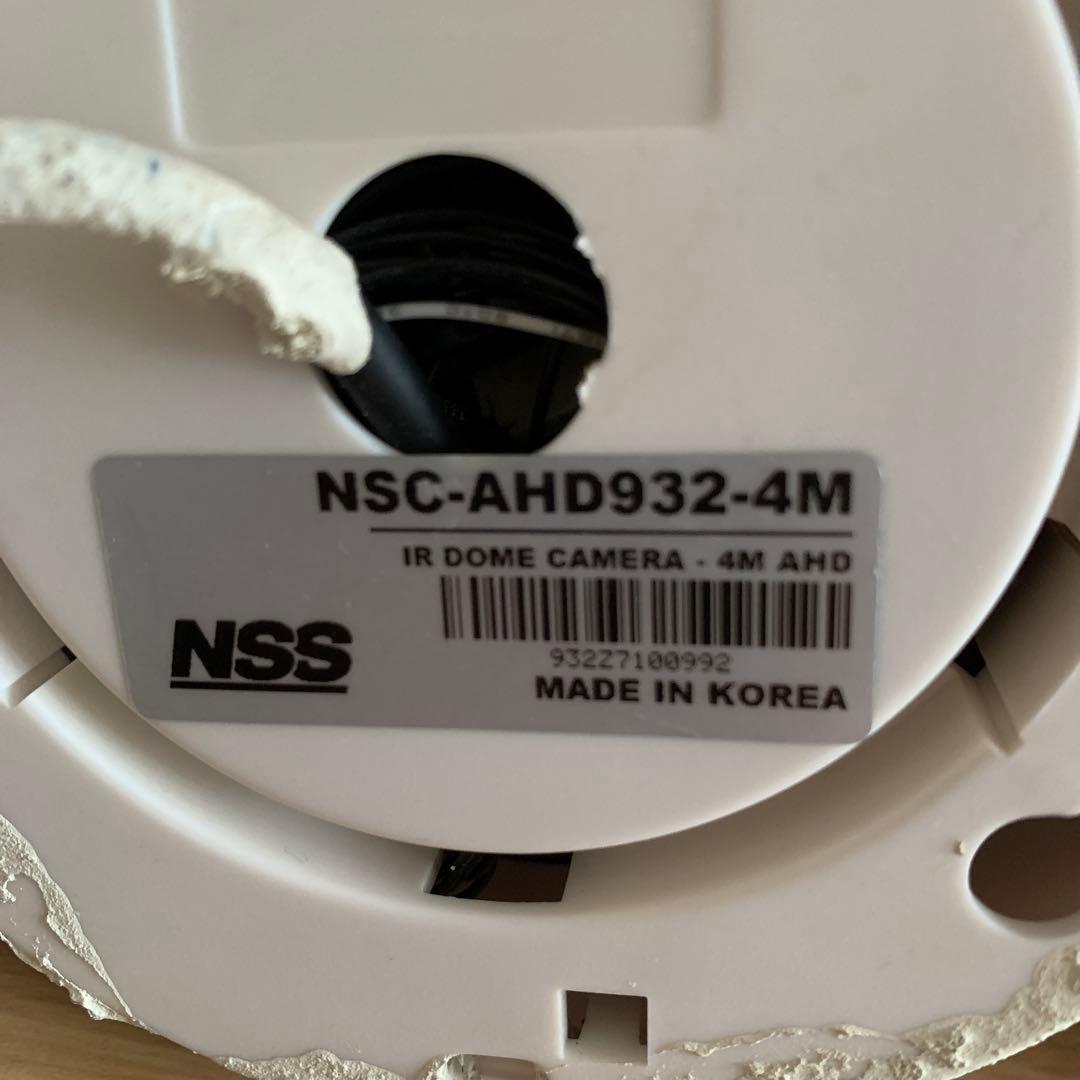 NSC-AHD932-4M
IR DOME CAMERA - 4M AHD
932Z7100992
NSS
MADE IN KOREA